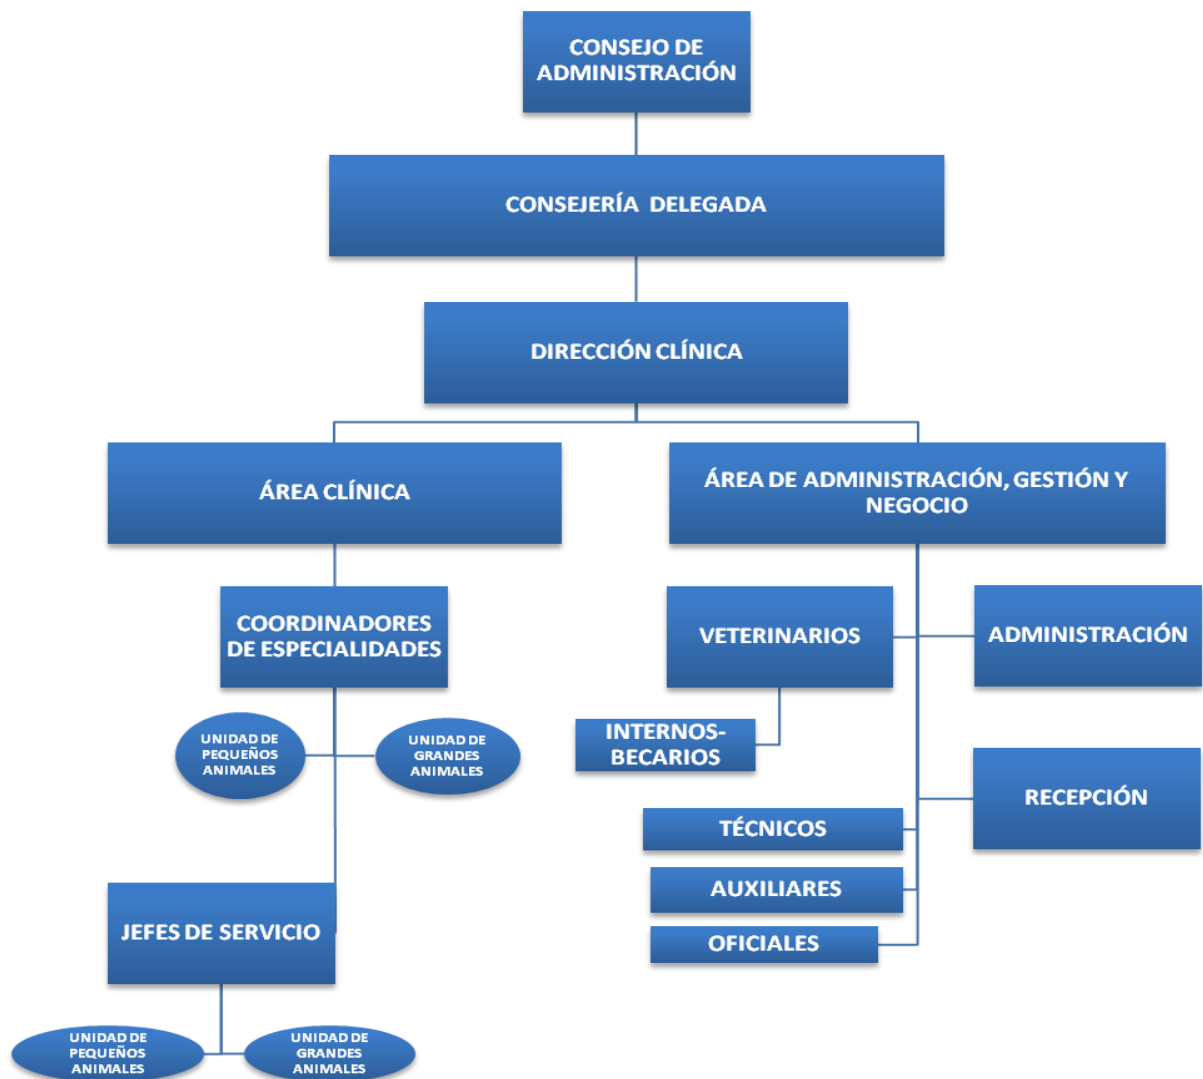 CONSEJO DE
ADMINISTRACIÓN
CONSEJERÍA DELEGADA
DIRECCIÓN CLÍNICA
ÁREA CLÍNICA
ÁREA DE ADMINISTRACIÓN, GESTIÓN Y
NEGOCIO
COORDINADORES
DE ESPECIALIDADES
VETERINARIOS
ADMINISTRACIÓN
UNIDAD DE
PEQUEÑOS
ANIMALES
UNIDAD DE
GRANDES
ANIMALES
INTERNOS-
BECARIOS
RECEPCIÓN
TÉCNICOS
AUXILIARES
OFICIALES
JEFES DE SERVICIO
UNIDAD DE
PEQUEÑOS
ANIMALES
UNIDAD DE
GRANDES
ANIMALES